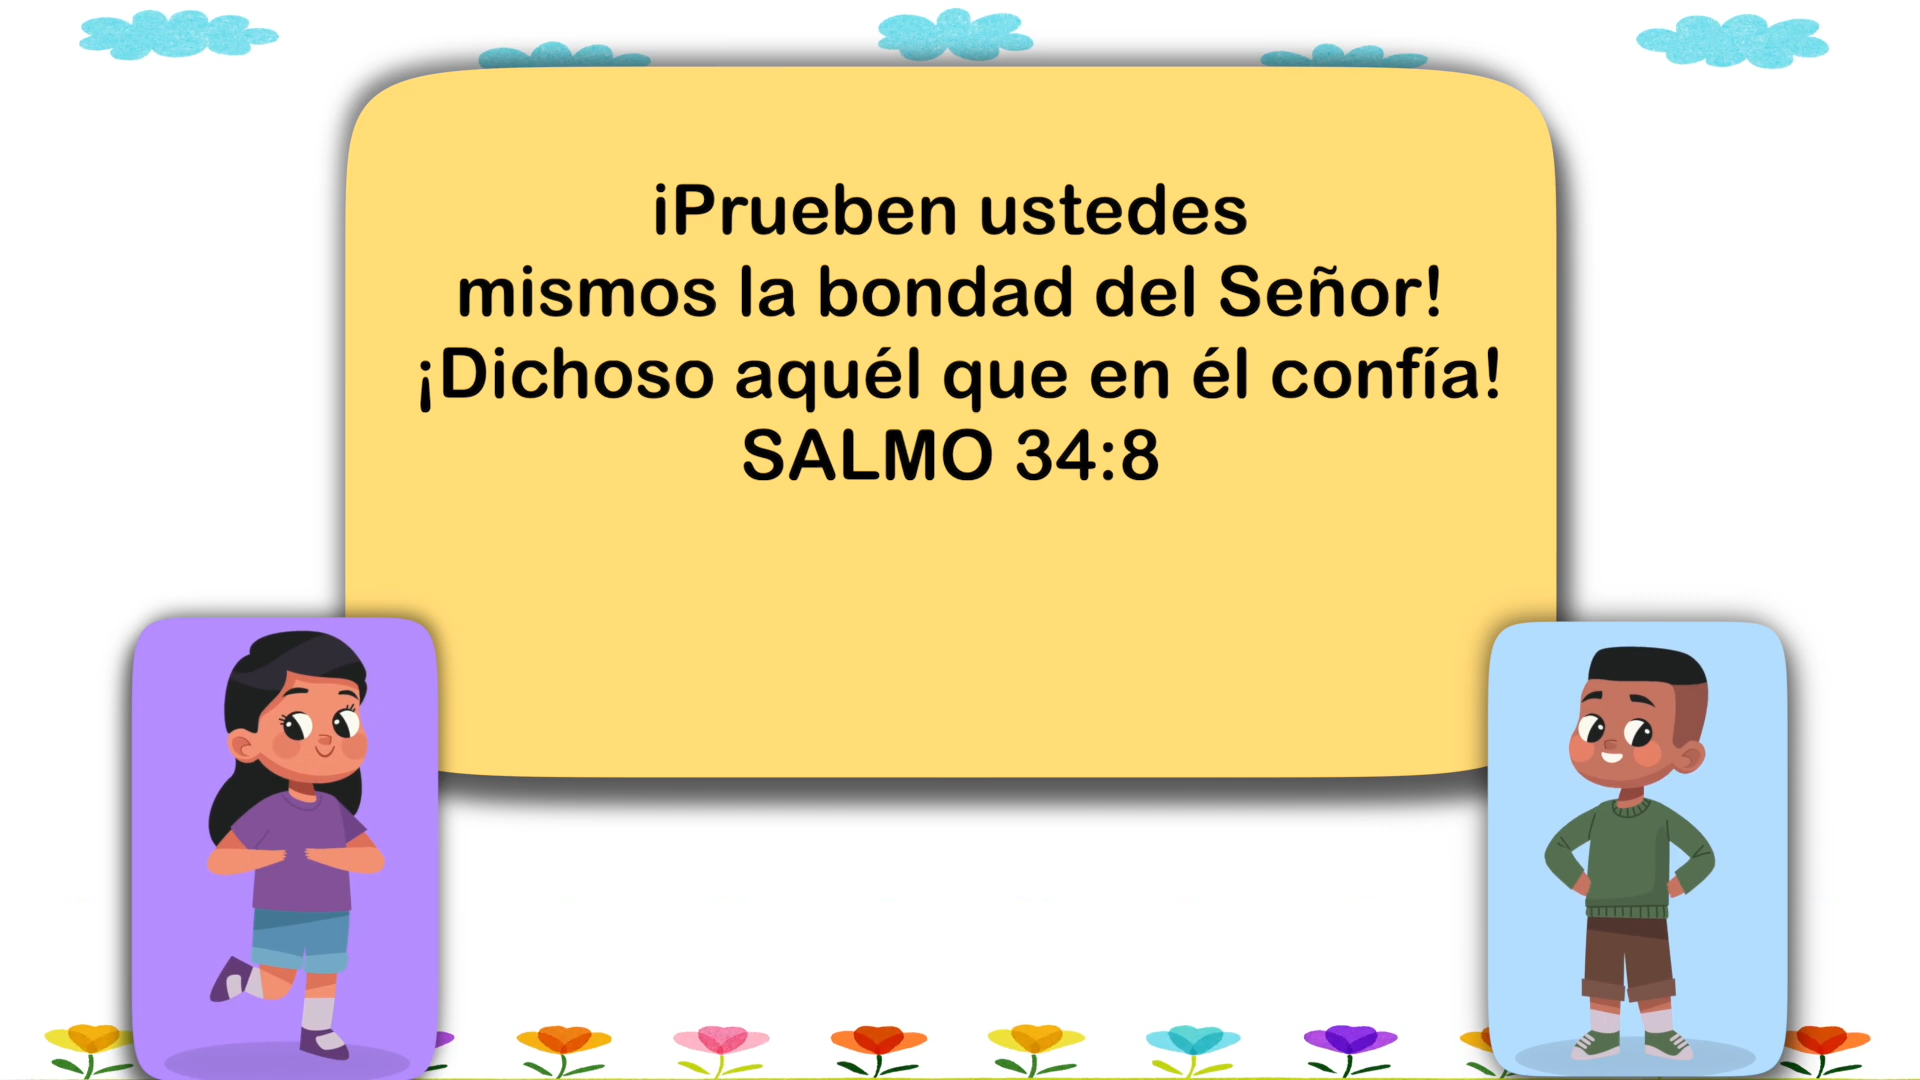 ¡Prueben ustedes
mismos la bondad del Señor!
¡Dichoso aquél que en él confía!
SALMO 34:8